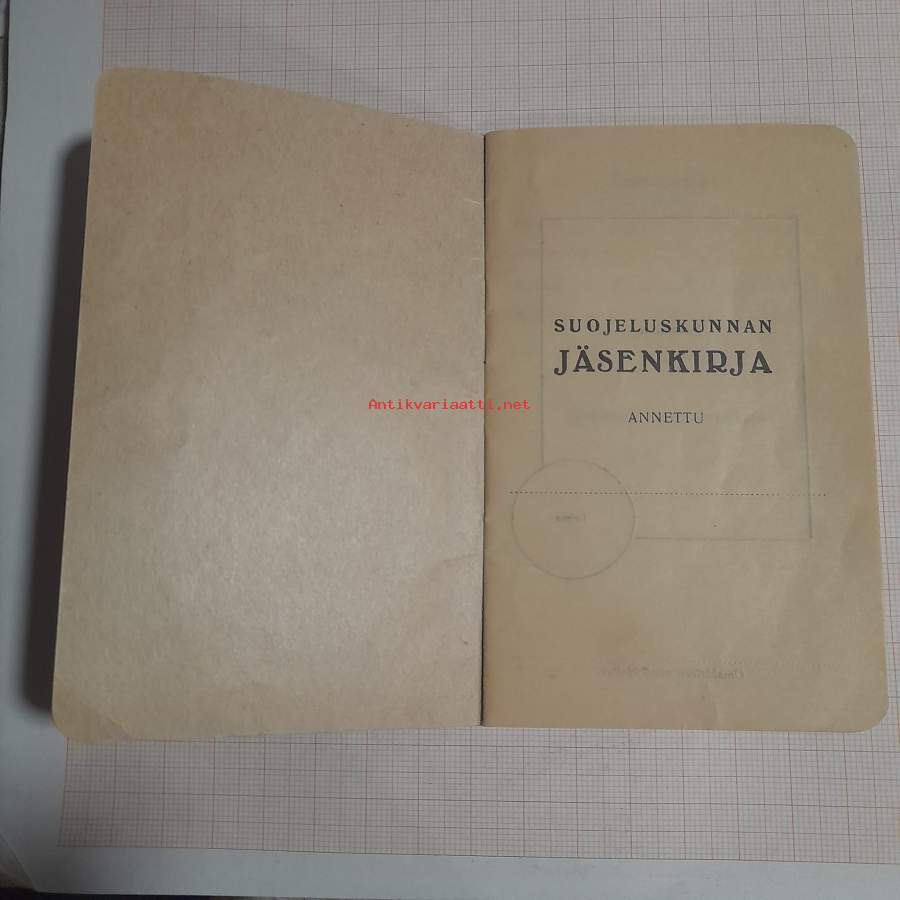 SUOJELUSKUNNAN
JÄSENKIRJA
Antikvariaatti.net
ANNETTU